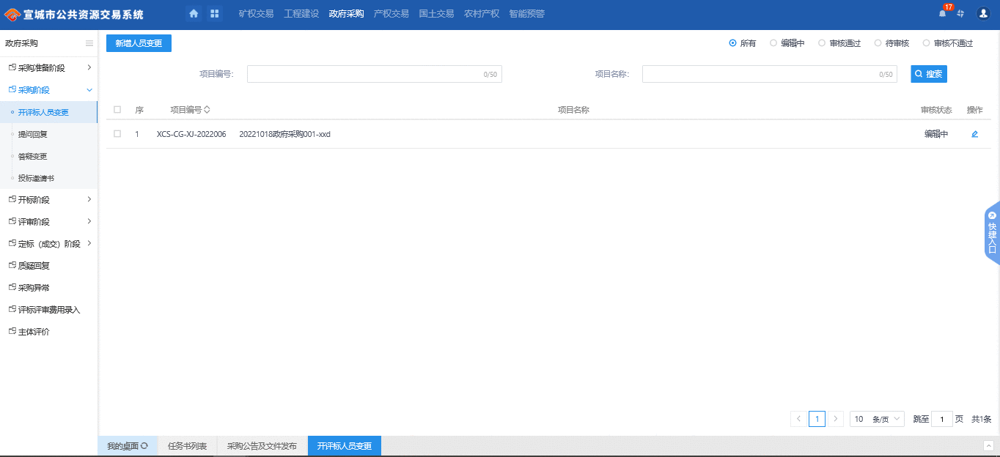 宣城市公共资源交易系统 矿权交易 工程建设 政府采购 产权交易 国土交易 农村产权 智能预警 17
政府采购
新增人员变更 所有 编辑中 审核通过 待审核 审核不通过
采购准备阶段
项目编号: 0/50 项目名称: 0/50 搜索
采购阶段
开评标人员变更
序 项目编号 项目名称 审核状态 操作
提问回复
1 XCS-CG-XJ-2022006 20221018政府采购001-xxd 编辑中
答疑变更
投标邀请书
开标阶段
评审阶段
定标（成交）阶段
质疑回复
采购异常
评标评审费用录入
主体评价
快捷入口
1 10 条/页 跳至 1 页 共1条
我的桌面 任务书列表 采购公告及文件发布 开评标人员变更